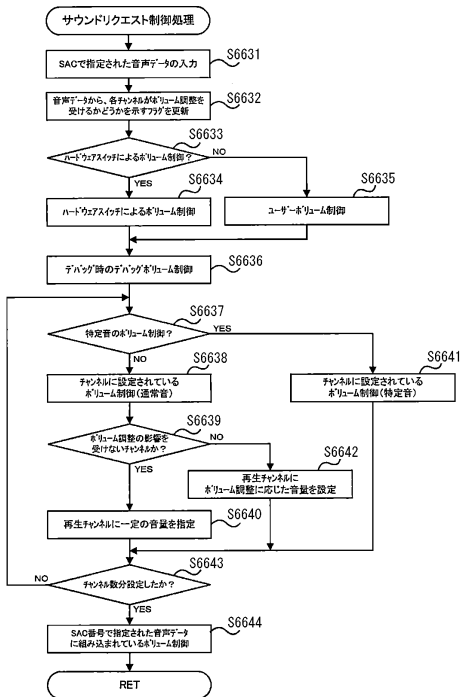 サウンドリクエスト制御処理
S6631
SACで指定された音声データの入力
S6632
音声データから、各チャンネルがボリューム調整を
受けるかどうかを示すフラグを更新
S6633
ハードウェアスイッチによるボリューム制御？
NO
YES
S6634
ハードウェアスイッチによるボリューム制御
S6635
ユーザーボリューム制御
S6636
デバッグ時のデバッグボリューム制御
S6637
特定音のボリューム制御？
YES
NO
S6638
チャンネルに設定されている
ボリューム制御（通常音）
S6641
チャンネルに設定されている
ボリューム制御（特定音）
S6639
ボリューム調整の影響を
受けないチャンネルか？
NO
YES
S6642
再生チャンネルに
ボリューム調整に応じた音量を設定
再生チャンネルに一定の音量を指定
S6640
S6643
チャンネル数分設定したか？
NO
YES
S6644
SAC番号で指定された音声データ
に組み込まれているボリューム制御
RET